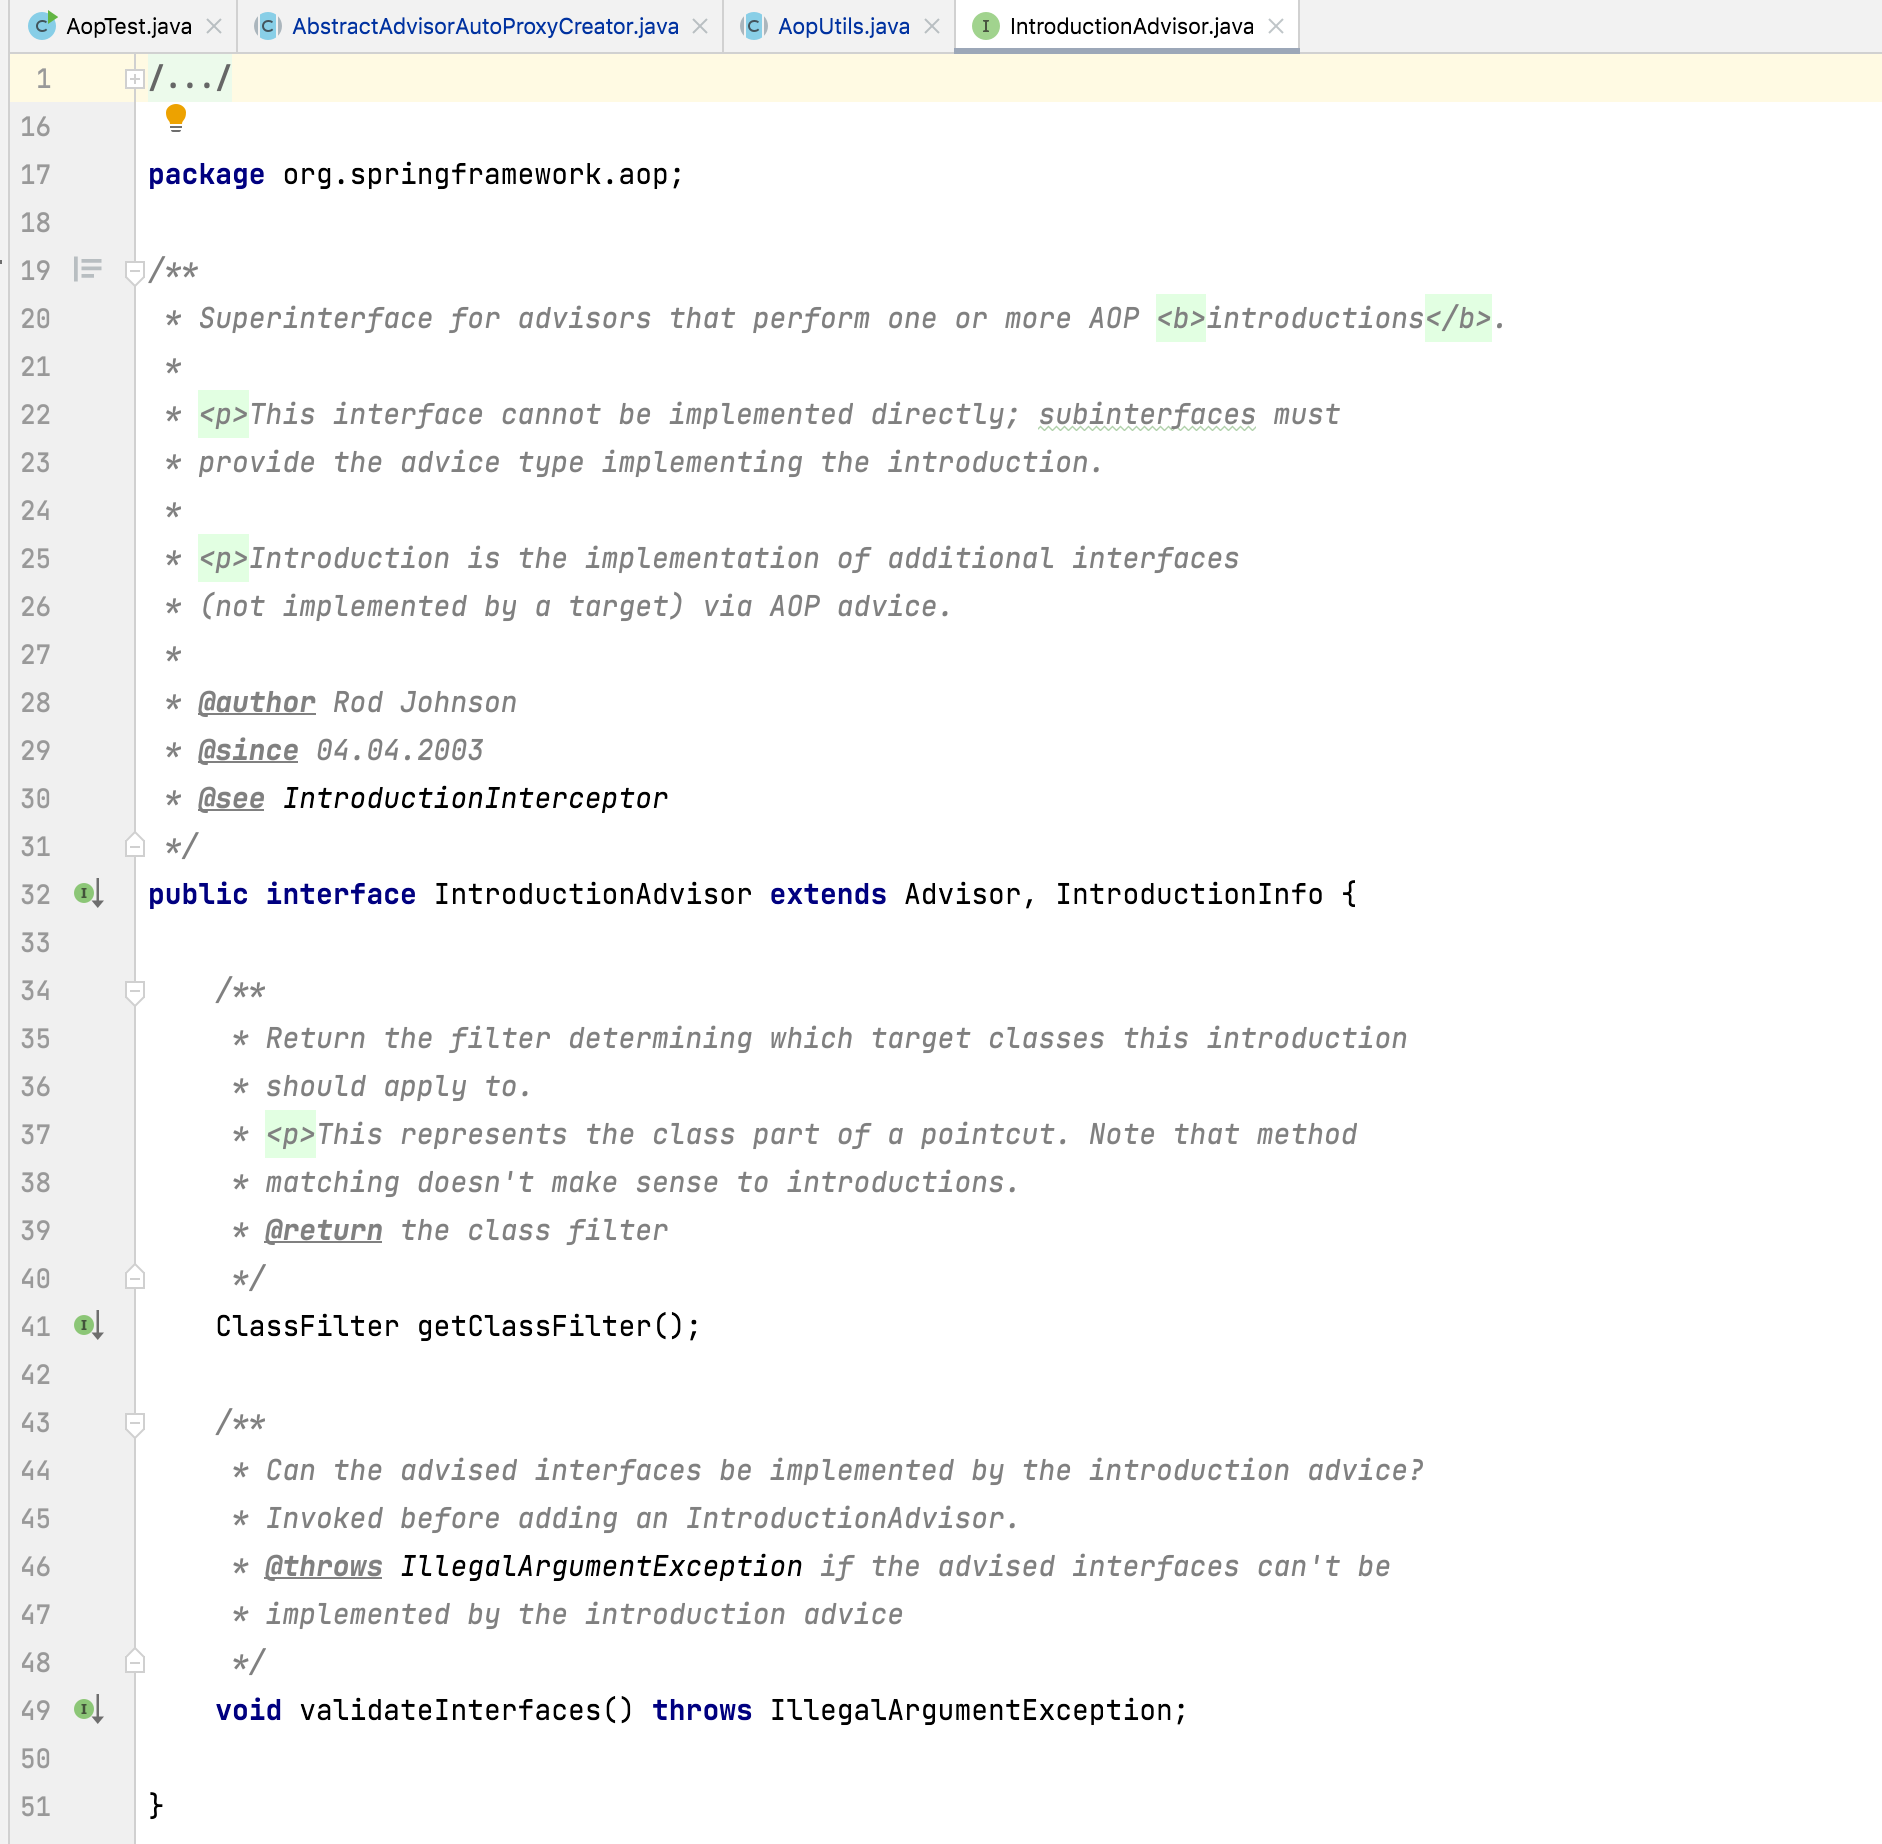 AopTest.java AbstractAdvisorAutoProxyCreator.java AopUtils.java IntroductionAdvisor.java
1 /.../
16
17 package org.springframework.aop;
18
19 /**
20 * Superinterface for advisors that perform one or more AOP <b>introductions</b>.
21 *
22 * <p>This interface cannot be implemented directly; subinterfaces must
23 * provide the advice type implementing the introduction.
24 *
25 * <p>Introduction is the implementation of additional interfaces
26 * (not implemented by a target) via AOP advice.
27 *
28 * @author Rod Johnson
29 * @since 04.04.2003
30 * @see IntroductionInterceptor
31 */
32 public interface IntroductionAdvisor extends Advisor, IntroductionInfo {
33
34 /**
35 * Return the filter determining which target classes this introduction
36 * should apply to.
37 * <p>This represents the class part of a pointcut. Note that method
38 * matching doesn't make sense to introductions.
39 * @return the class filter
40 */
41 ClassFilter getClassFilter();
42
43 /**
44 * Can the advised interfaces be implemented by the introduction advice?
45 * Invoked before adding an IntroductionAdvisor.
46 * @throws IllegalArgumentException if the advised interfaces can't be
47 * implemented by the introduction advice
48 */
49 void validateInterfaces() throws IllegalArgumentException;
50
51 }